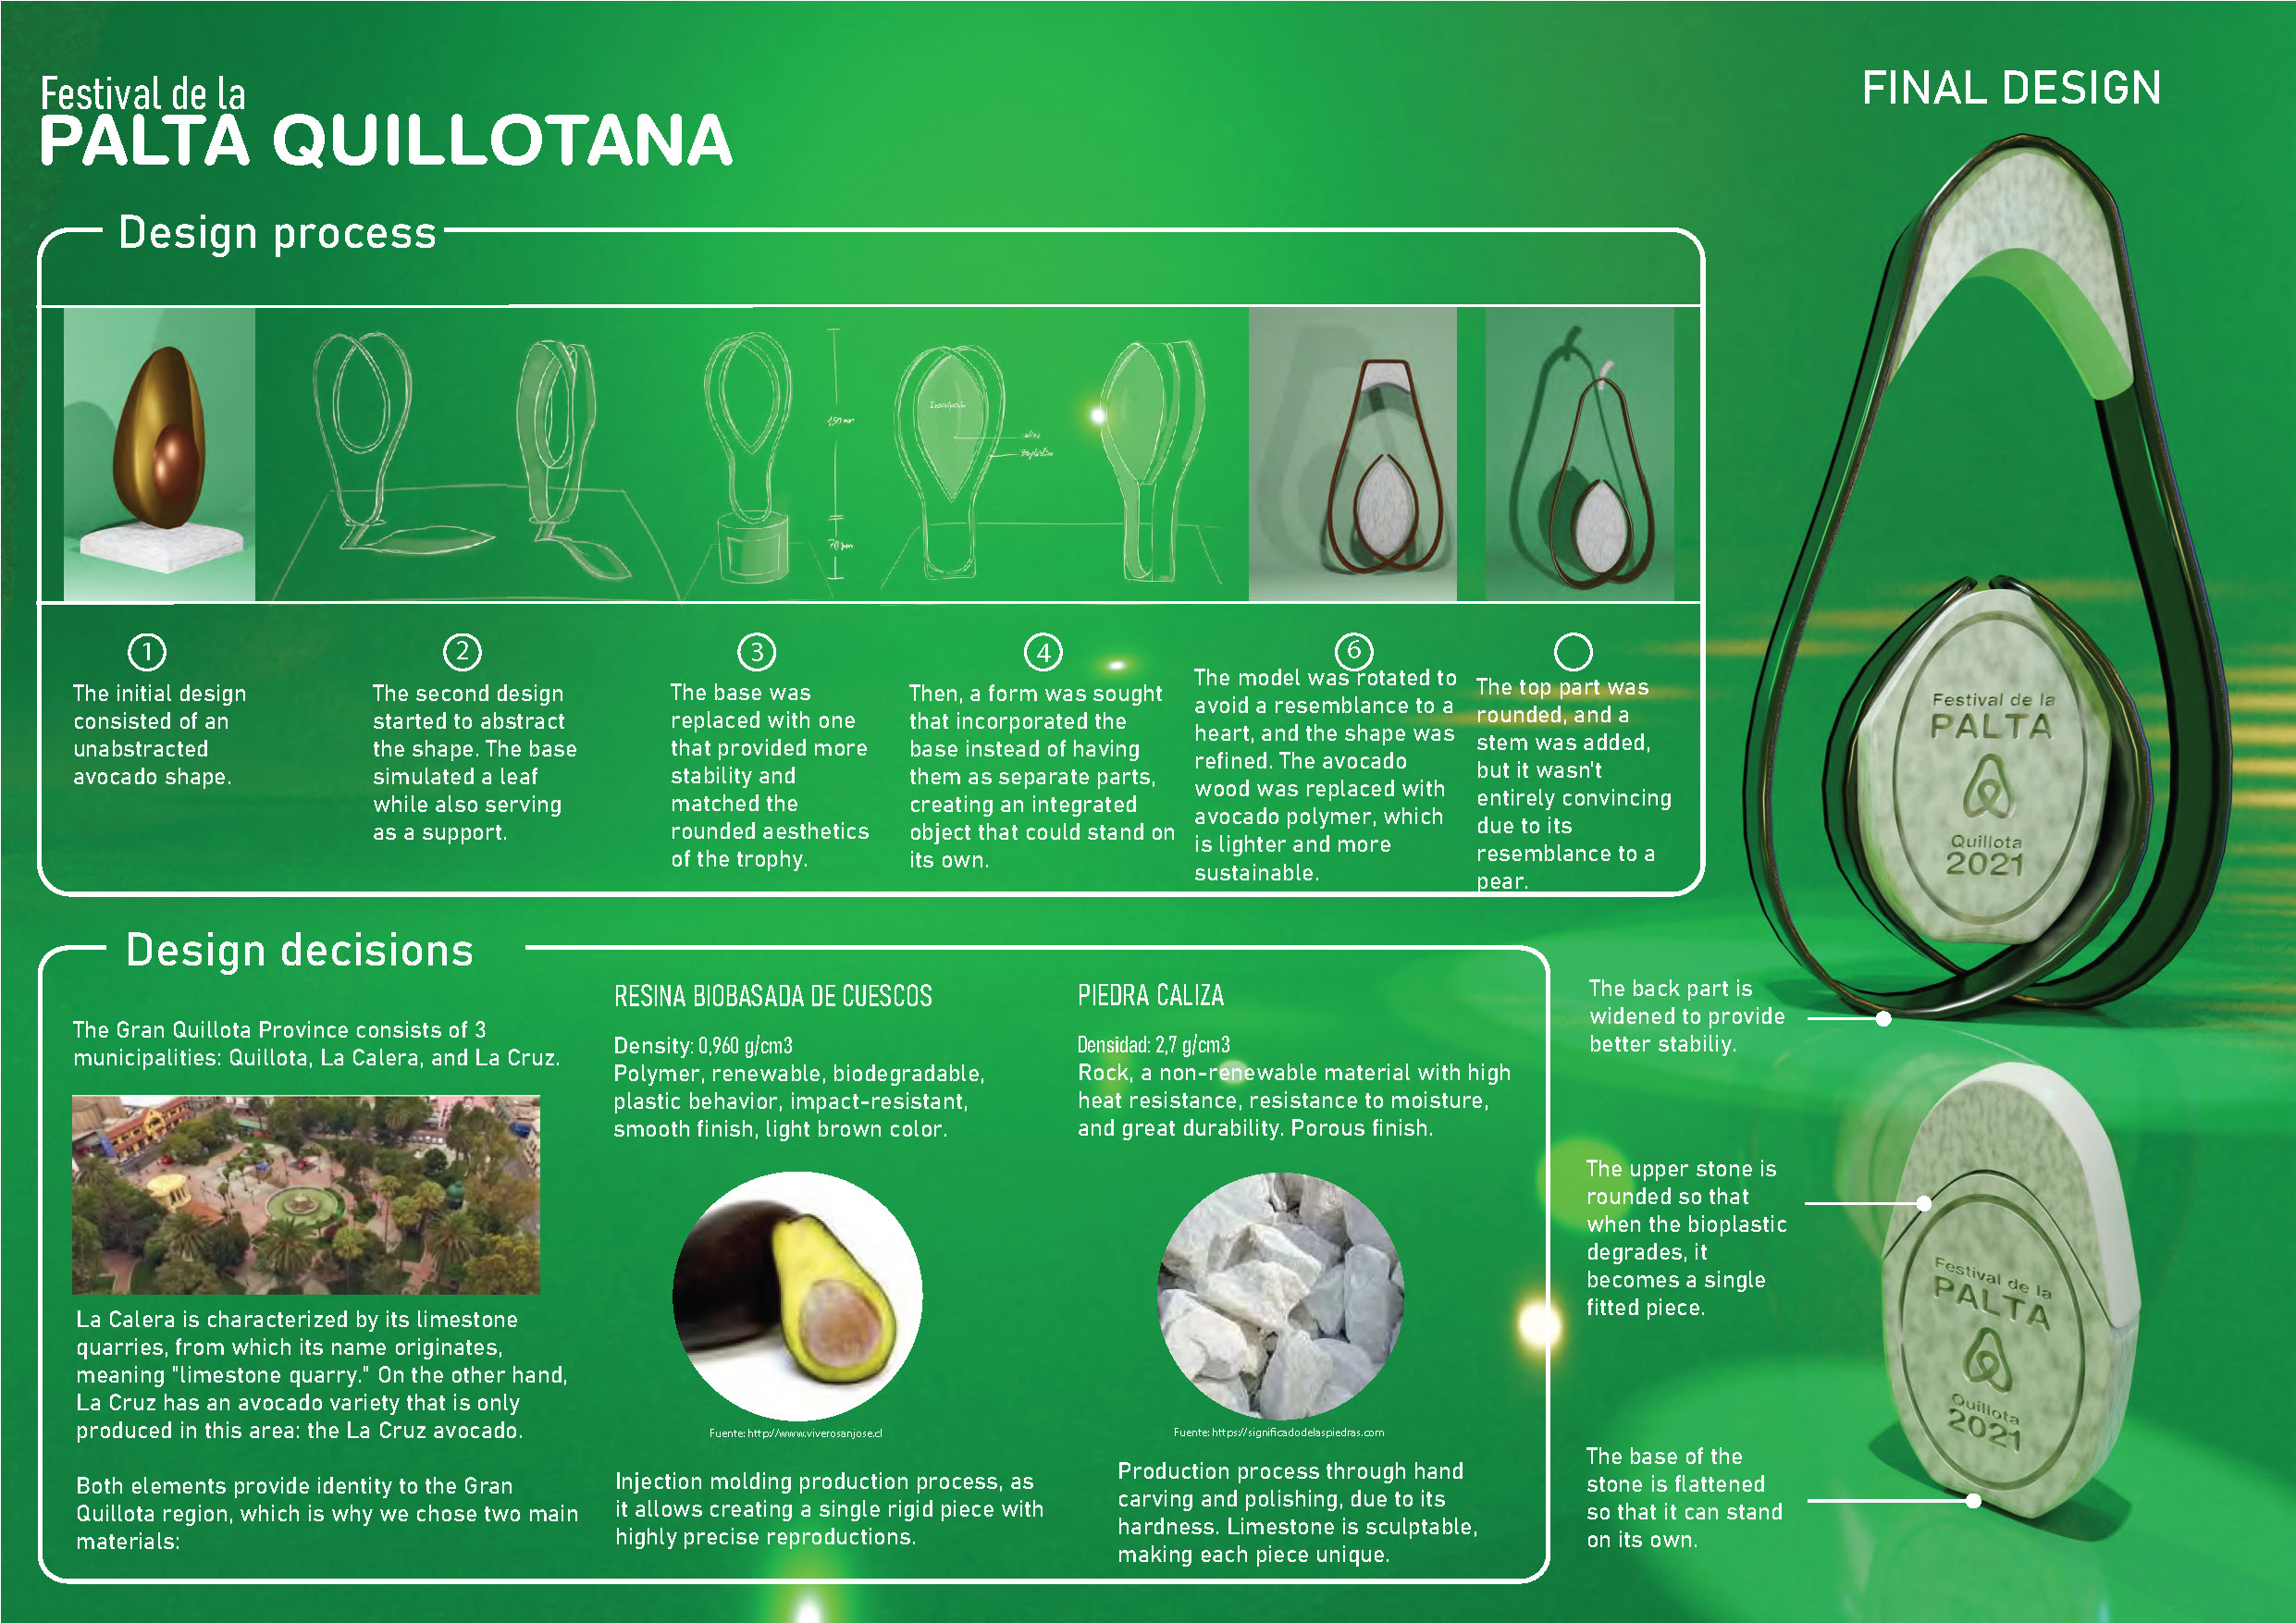 Festival de la
PALTA QUILLOTANA
FINAL DESIGN
Design process
Inscripción
caliza
bioplástico
150 mm
70 mm
1
The initial design
consisted of an
unabstracted
avocado shape.
2
The second design
started to abstract
the shape. The base
simulated a leaf
while also serving
as a support.
3
The base was
replaced with one
that provided more
stability and
matched the
rounded aesthetics
of the trophy.
4
Then, a form was sought
that incorporated the
base instead of having
them as separate parts,
creating an integrated
object that could stand on
its own.
6
The model was rotated to
avoid a resemblance to a
heart, and the shape was
refined. The avocado
wood was replaced with
avocado polymer, which
is lighter and more
sustainable.
The top part was
rounded, and a
stem was added,
but it wasn't
entirely convincing
due to its
resemblance to a
pear.
Festival de la
PALTA
Quillota
2021
Design decisions
The Gran Quillota Province consists of 3
municipalities: Quillota, La Calera, and La Cruz.
La Calera is characterized by its limestone
quarries, from which its name originates,
meaning "limestone quarry." On the other hand,
La Cruz has an avocado variety that is only
produced in this area: the La Cruz avocado.
Both elements provide identity to the Gran
Quillota region, which is why we chose two main
materials:
RESINA BIOBASADA DE CUESCOS
Density: 0,960 g/cm3
Polymer, renewable, biodegradable,
plastic behavior, impact-resistant,
smooth finish, light brown color.
Fuente: http://www.viverosanjose.cl
Injection molding production process, as
it allows creating a single rigid piece with
highly precise reproductions.
PIEDRA CALIZA
Densidad: 2,7 g/cm3
Rock, a non-renewable material with high
heat resistance, resistance to moisture,
and great durability. Porous finish.
Fuente: https://significadodelaspiedras.com
Production process through hand
carving and polishing, due to its
hardness. Limestone is sculptable,
making each piece unique.
The back part is
widened to provide
better stabiliy.
The upper stone is
rounded so that
when the bioplastic
degrades, it
becomes a single
fitted piece.
The base of the
stone is flattened
so that it can stand
on its own.
Festival de la
PALTA
Quillota
2021